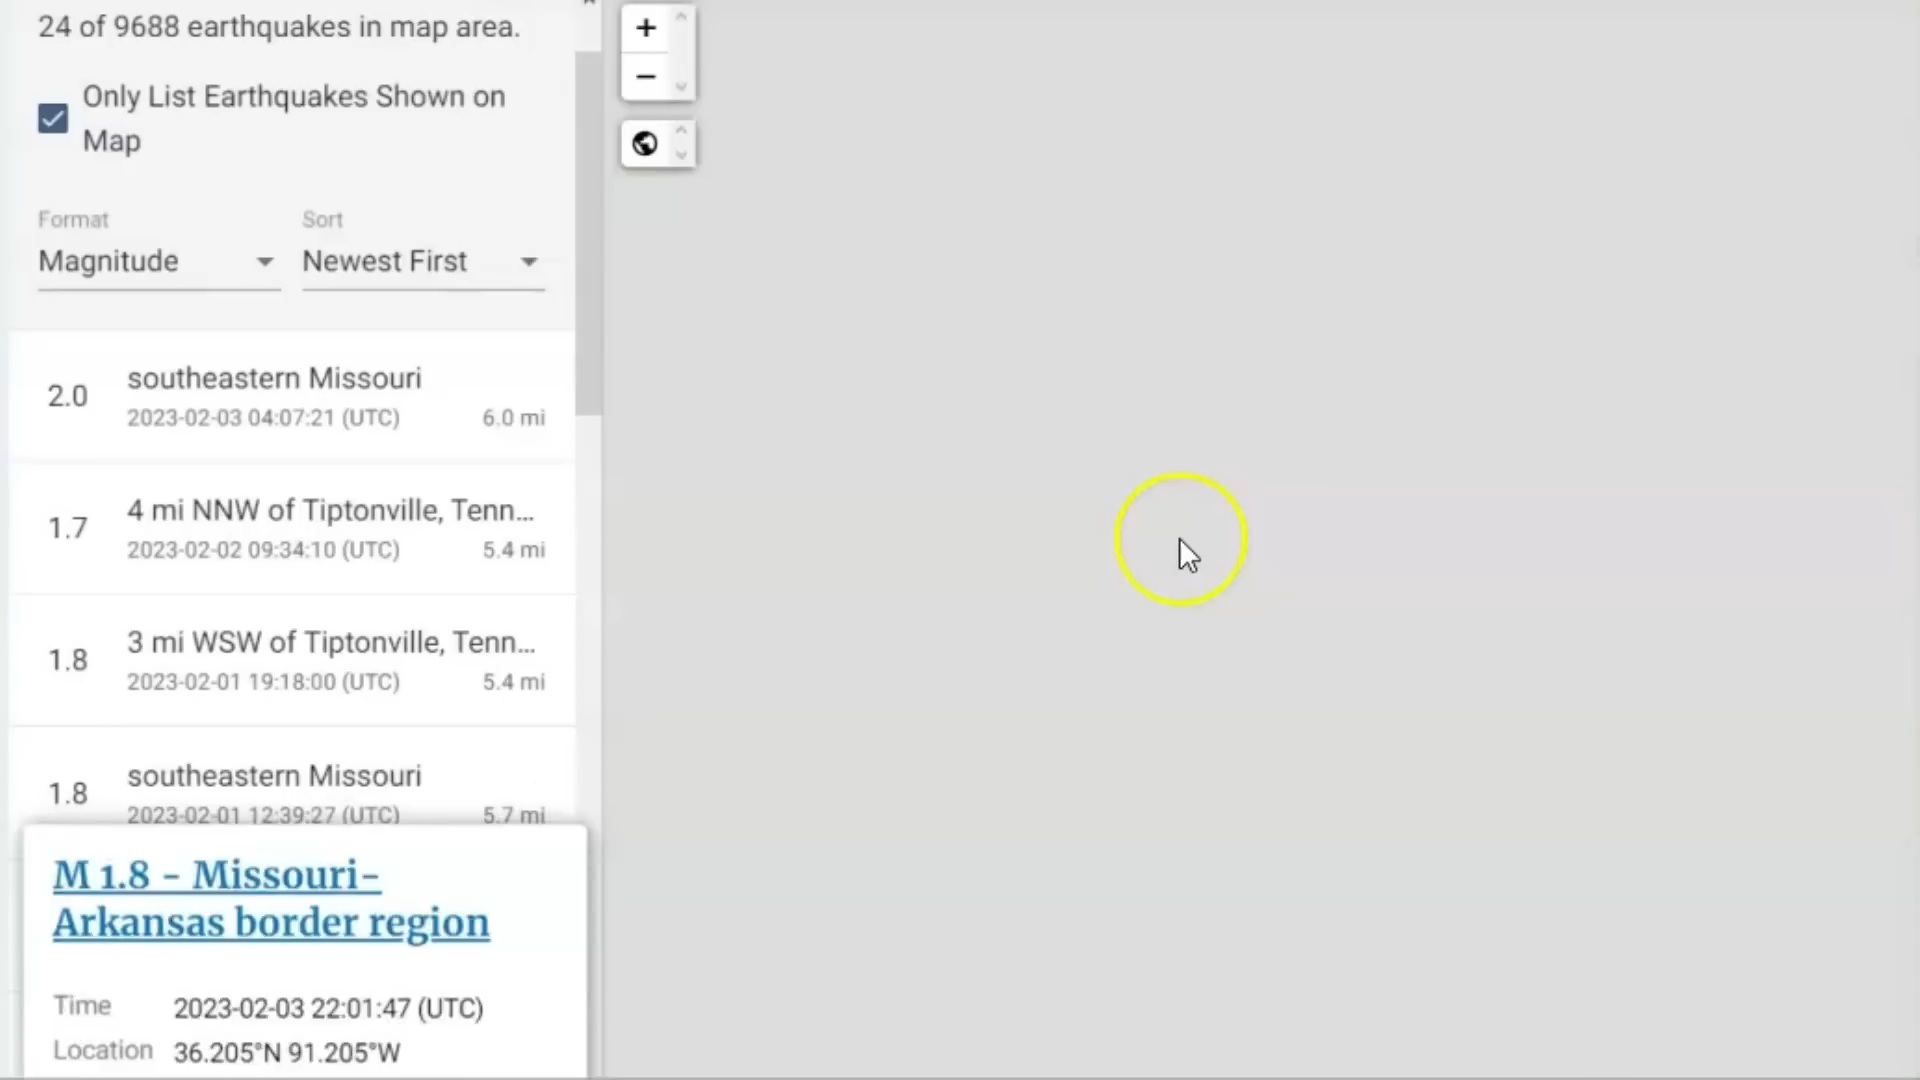 24 of 9688 earthquakes in map area.
Only List Earthquakes Shown on
Map
Format
Sort
Magnitude
Newest First
2.0
southeastern Missouri
2023-02-03 04:07:21 (UTC)
6.0 mi
1.7
4 mi NNW of Tiptonville, Tenn...
2023-02-02 09:34:10 (UTC)
5.4 mi
1.8
3 mi WSW of Tiptonville, Tenn...
2023-02-01 19:18:00 (UTC)
5.4 mi
1.8
southeastern Missouri
2023-02-01 12:39:27 (UTC)
5.7 mi
M 1.8 - Missouri-
Arkansas border region
Time
2023-02-03 22:01:47 (UTC)
Location
36.205°N 91.205°W
+
−